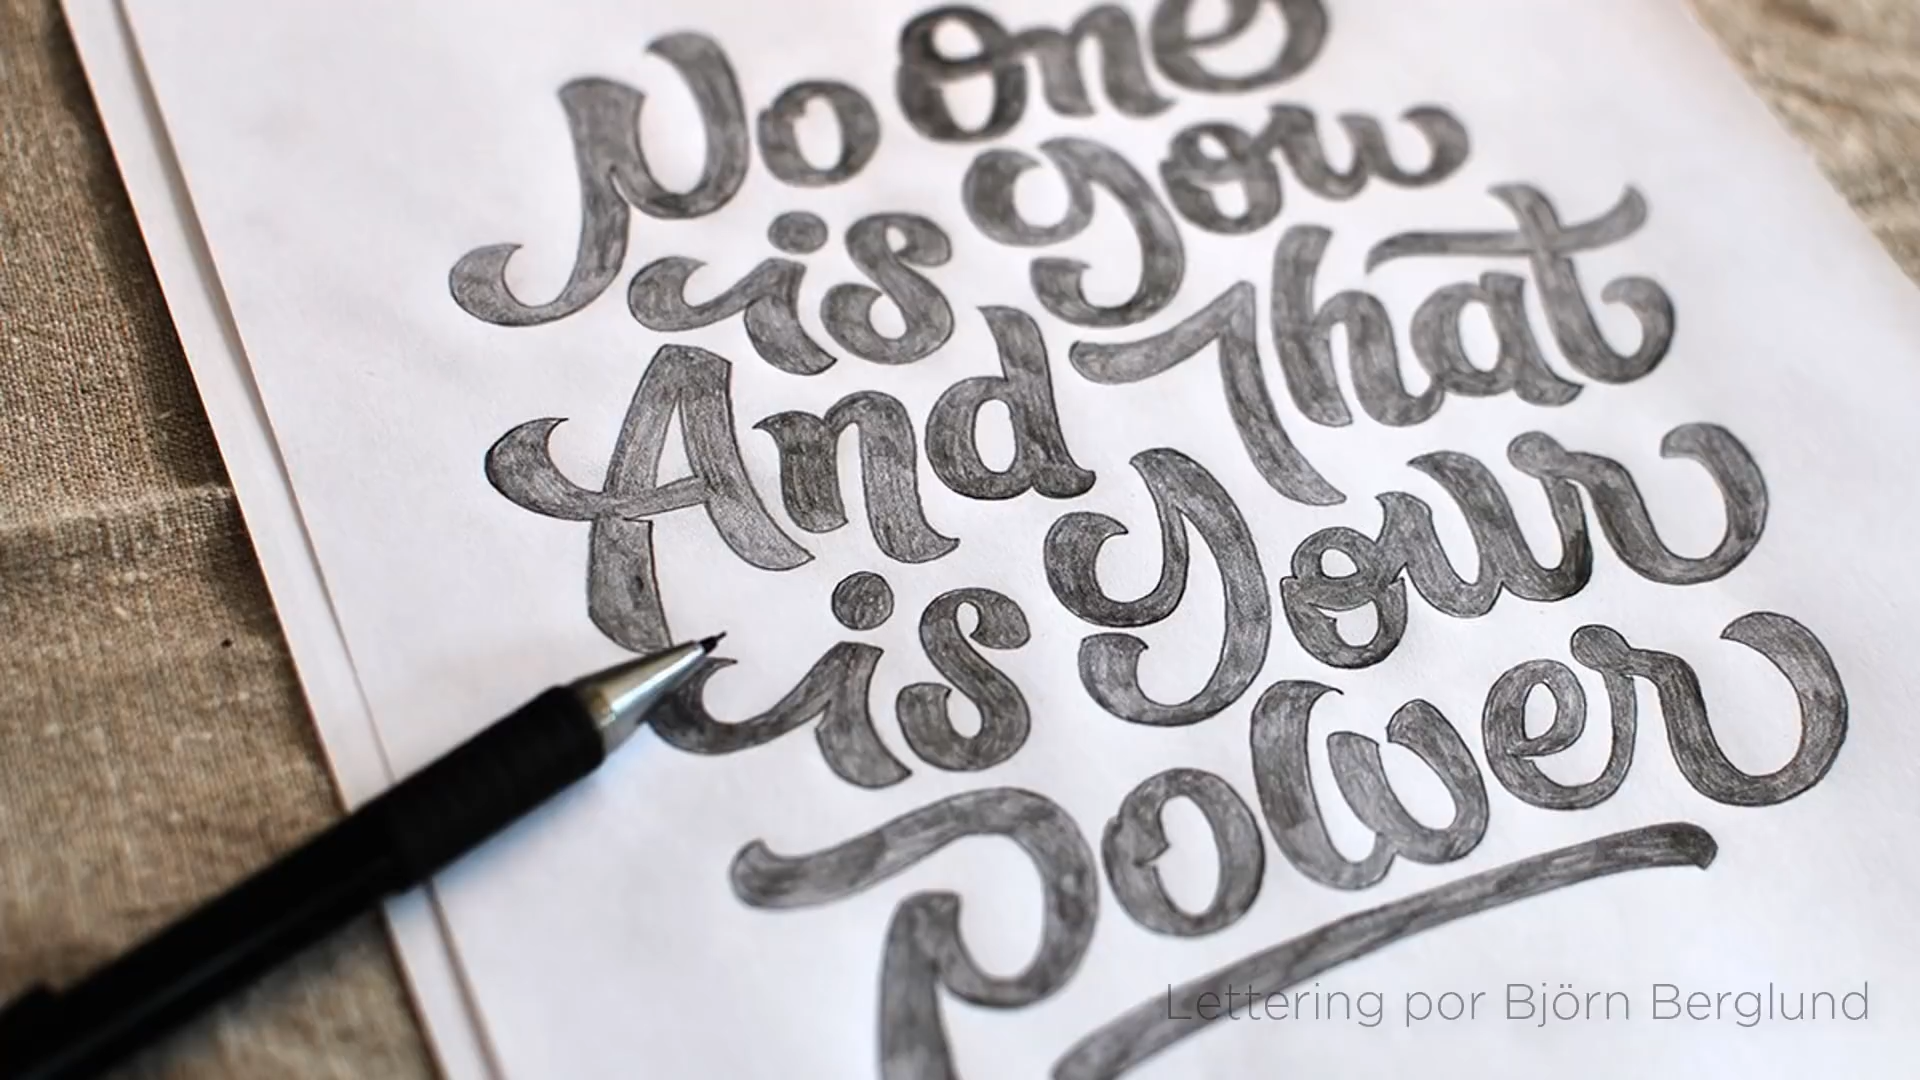 No one
is you
And That
is your
Power
Lettering por Björn Berglund